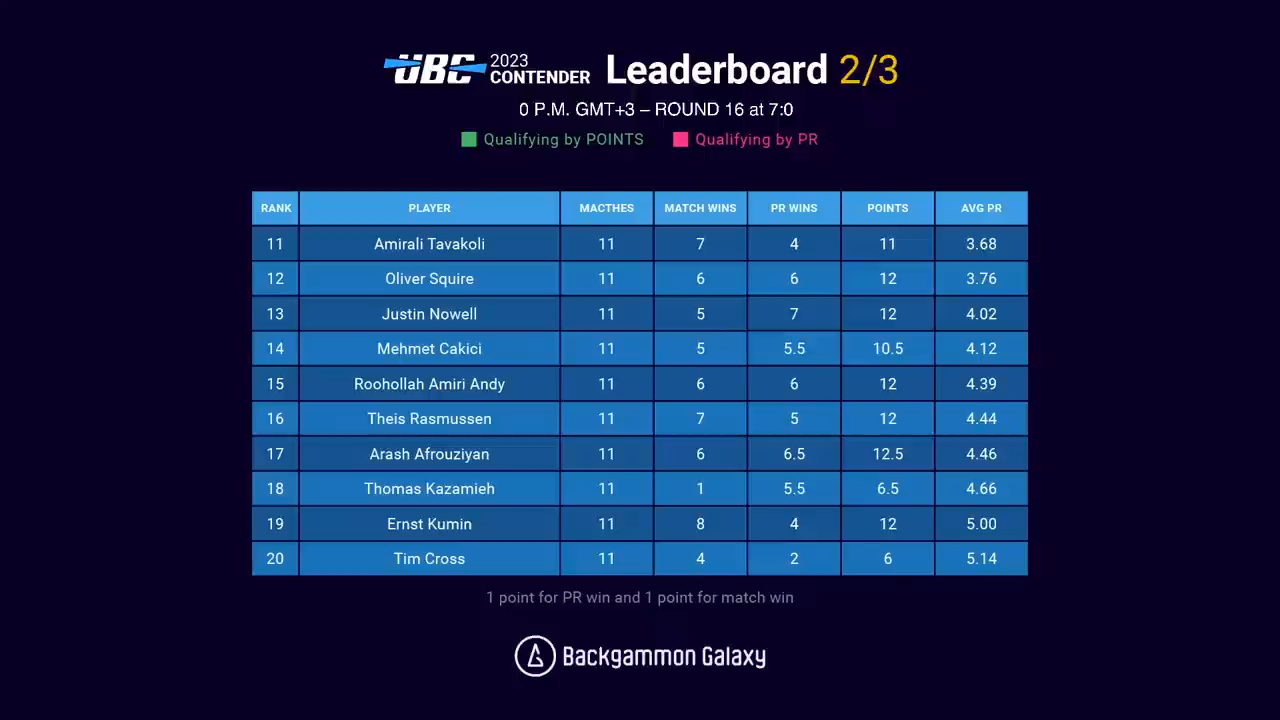 UBC 2023 CONTENDER Leaderboard 2/3
0 P.M. GMT+3 – ROUND 16 at 7:0
Qualifying by POINTS Qualifying by PR
RANK PLAYER MACTHES MATCH WINS PR WINS POINTS AVG PR
11 Amirali Tavakoli 11 7 4 11 3.68
12 Oliver Squire 11 6 6 12 3.76
13 Justin Nowell 11 5 7 12 4.02
14 Mehmet Cakici 11 5 5.5 10.5 4.12
15 Roohollah Amiri Andy 11 6 6 12 4.39
16 Theis Rasmussen 11 7 5 12 4.44
17 Arash Afrouziyan 11 6 6.5 12.5 4.46
18 Thomas Kazamieh 11 1 5.5 6.5 4.66
19 Ernst Kumin 11 8 4 12 5.00
20 Tim Cross 11 4 2 6 5.14
1 point for PR win and 1 point for match win
Backgammon Galaxy